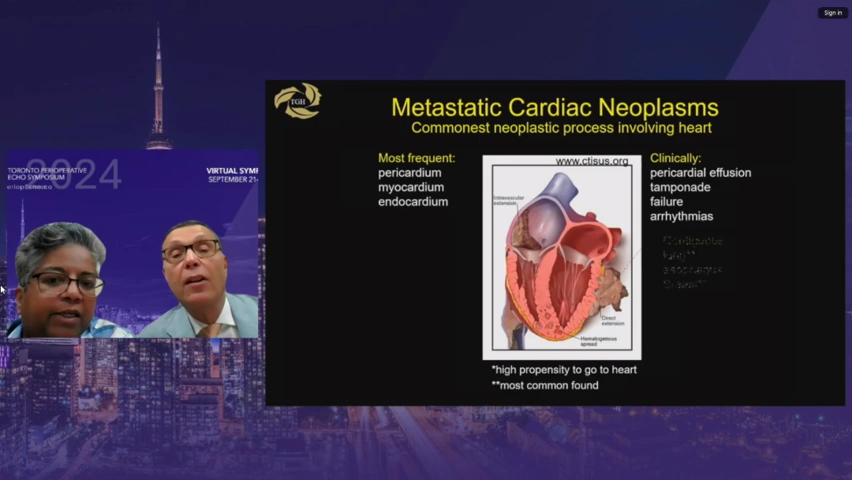 Sign in
TGH
Metastatic Cardiac Neoplasms
Commonest neoplastic process involving heart
Most frequent:
pericardium
myocardium
endocardium
www.ctisus.org
Intravascular
extension
Direct
extension
Hematogenous
spread
Clinically:
pericardial effusion
tamponade
failure
arrhythmias
*high propensity to go to heart
**most common found
2024
TORONTO PERIOPERATIVE
ECHO SYMPOSIUM
VIRTUAL SYMP
SEPTEMBER 21-